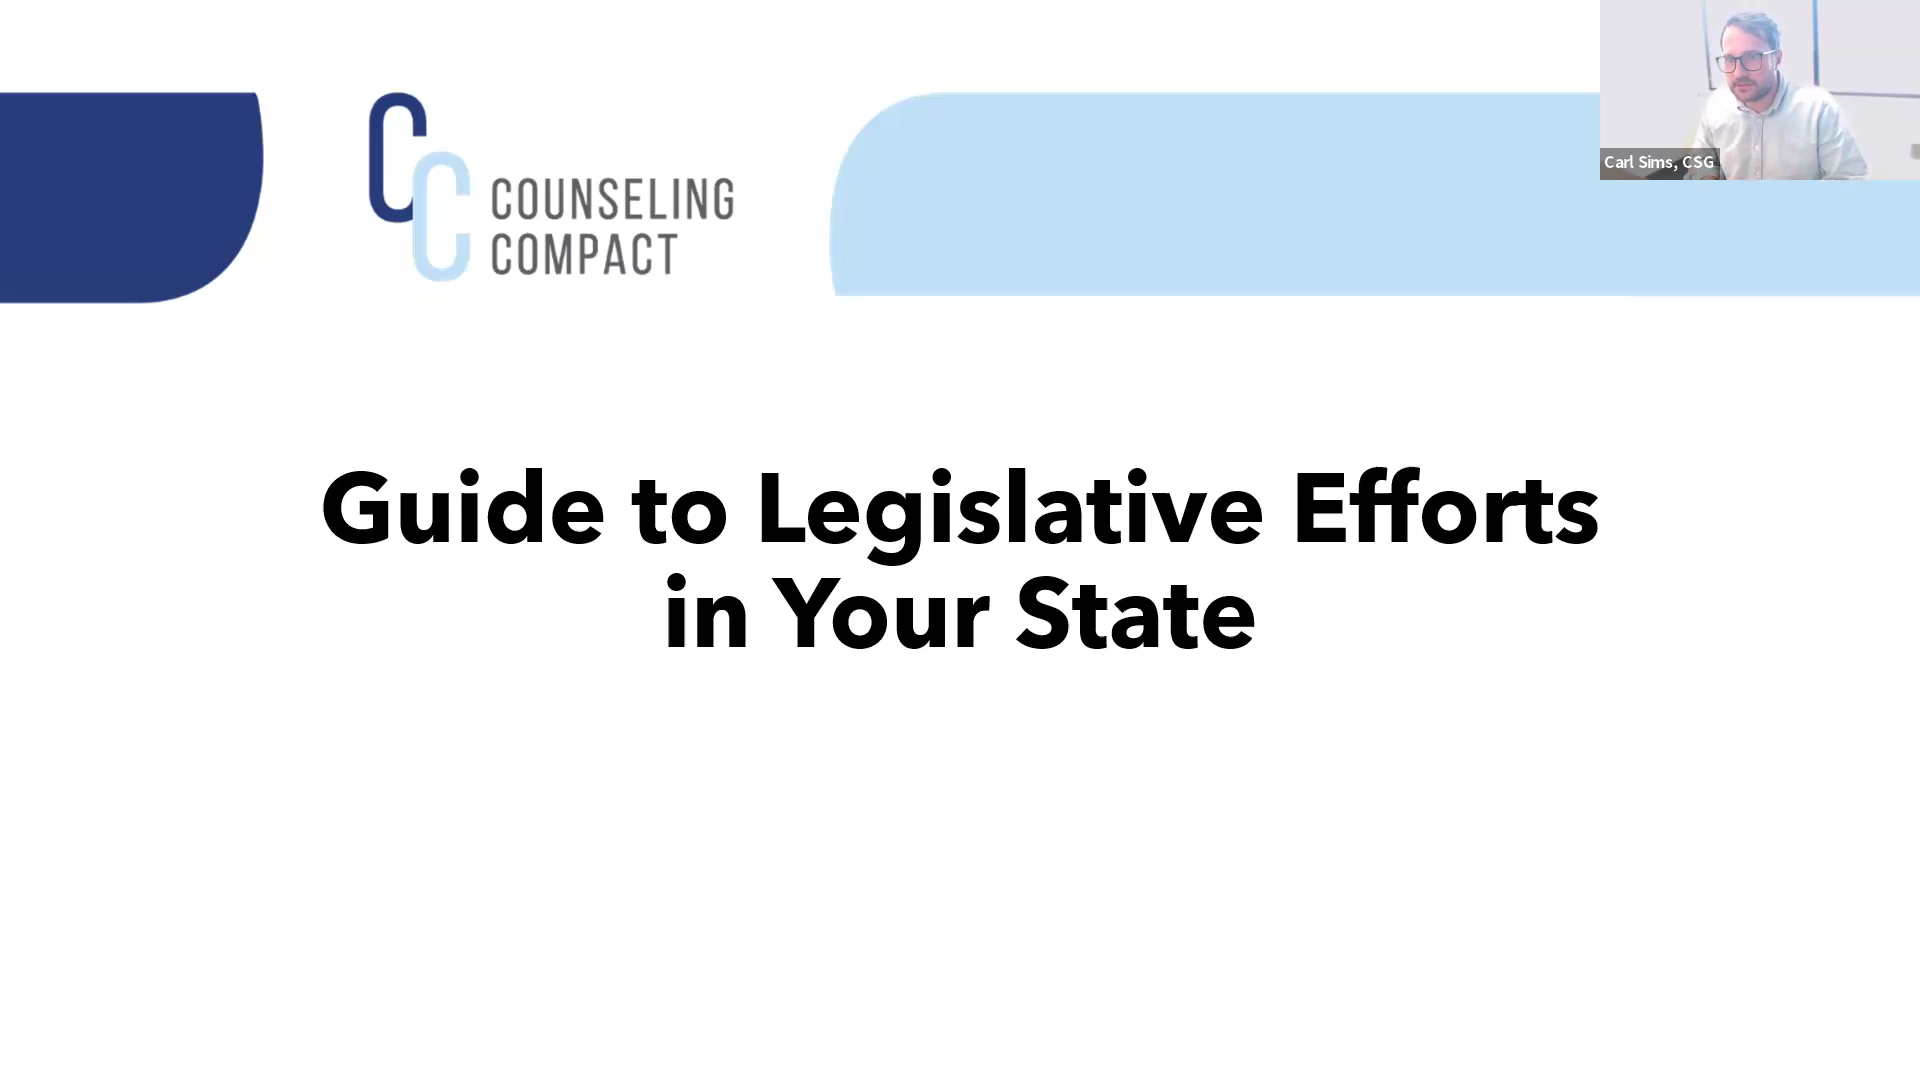 COUNSELING
COMPACT
Carl Sims, CSG
Guide to Legislative Efforts
in Your State